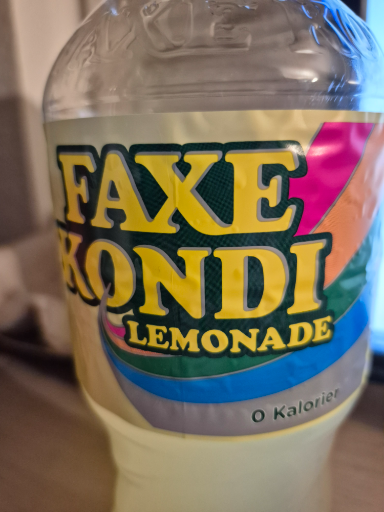 FAXE
KONDI
LEMONADE
0 Kalorier